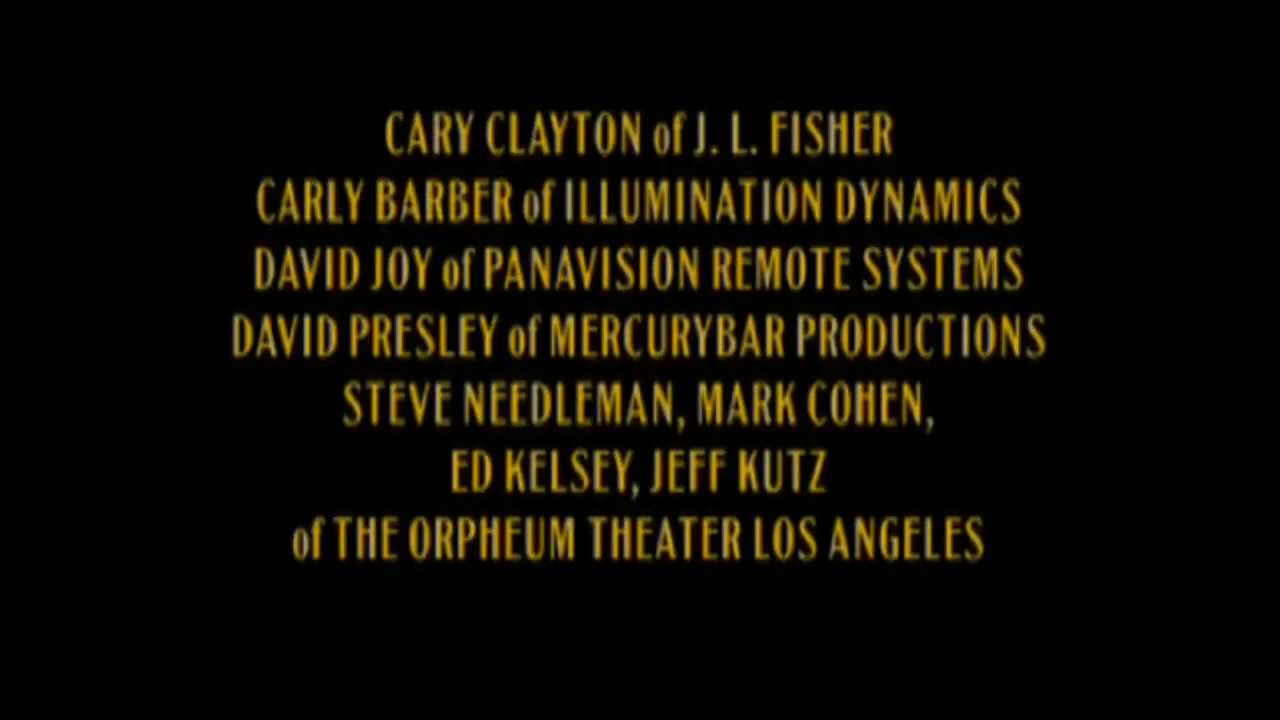 CARY CLAYTON of J. L. FISHER
CARLY BARBER of ILLUMINATION DYNAMICS
DAVID JOY of PANAVISION REMOTE SYSTEMS
DAVID PRESLEY of MERCURYBAR PRODUCTIONS
STEVE NEEDLEMAN, MARK COHEN,
ED KELSEY, JEFF KUTZ
of THE ORPHEUM THEATER LOS ANGELES